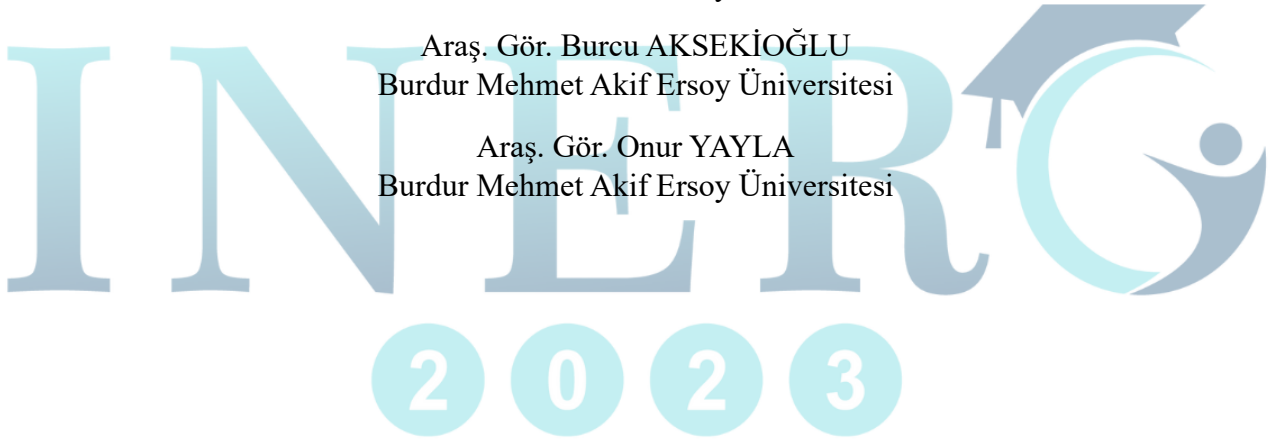 Araş. Gör. Burcu AKSEKİOĞLU
Burdur Mehmet Akif Ersoy Üniversitesi
Araş. Gör. Onur YAYLA
Burdur Mehmet Akif Ersoy Üniversitesi
INER
2023